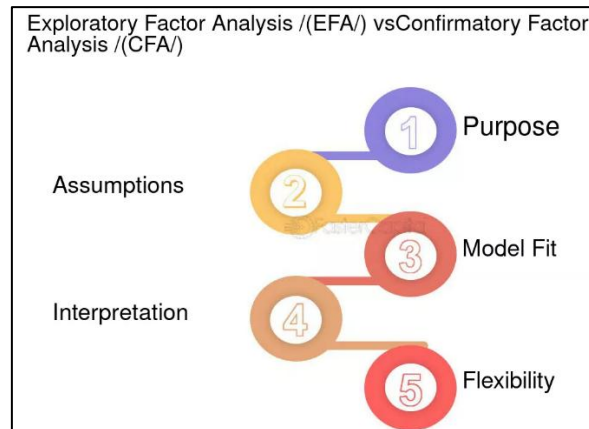 Exploratory Factor Analysis /(EFA/) vsConfirmatory Factor
Analysis /(CFA/)
1
Purpose
Assumptions
2
FasterCapital
3
Model Fit
Interpretation
4
5
Flexibility